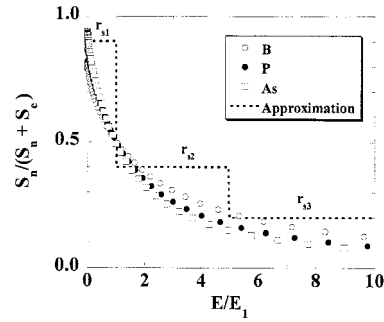 1.0
r_s1
B
P
As
Approximation
S_n/(S_n + S_e)
0.5
r_s2
r_s3
0.0
0 2 4 6 8 10
E/E_1